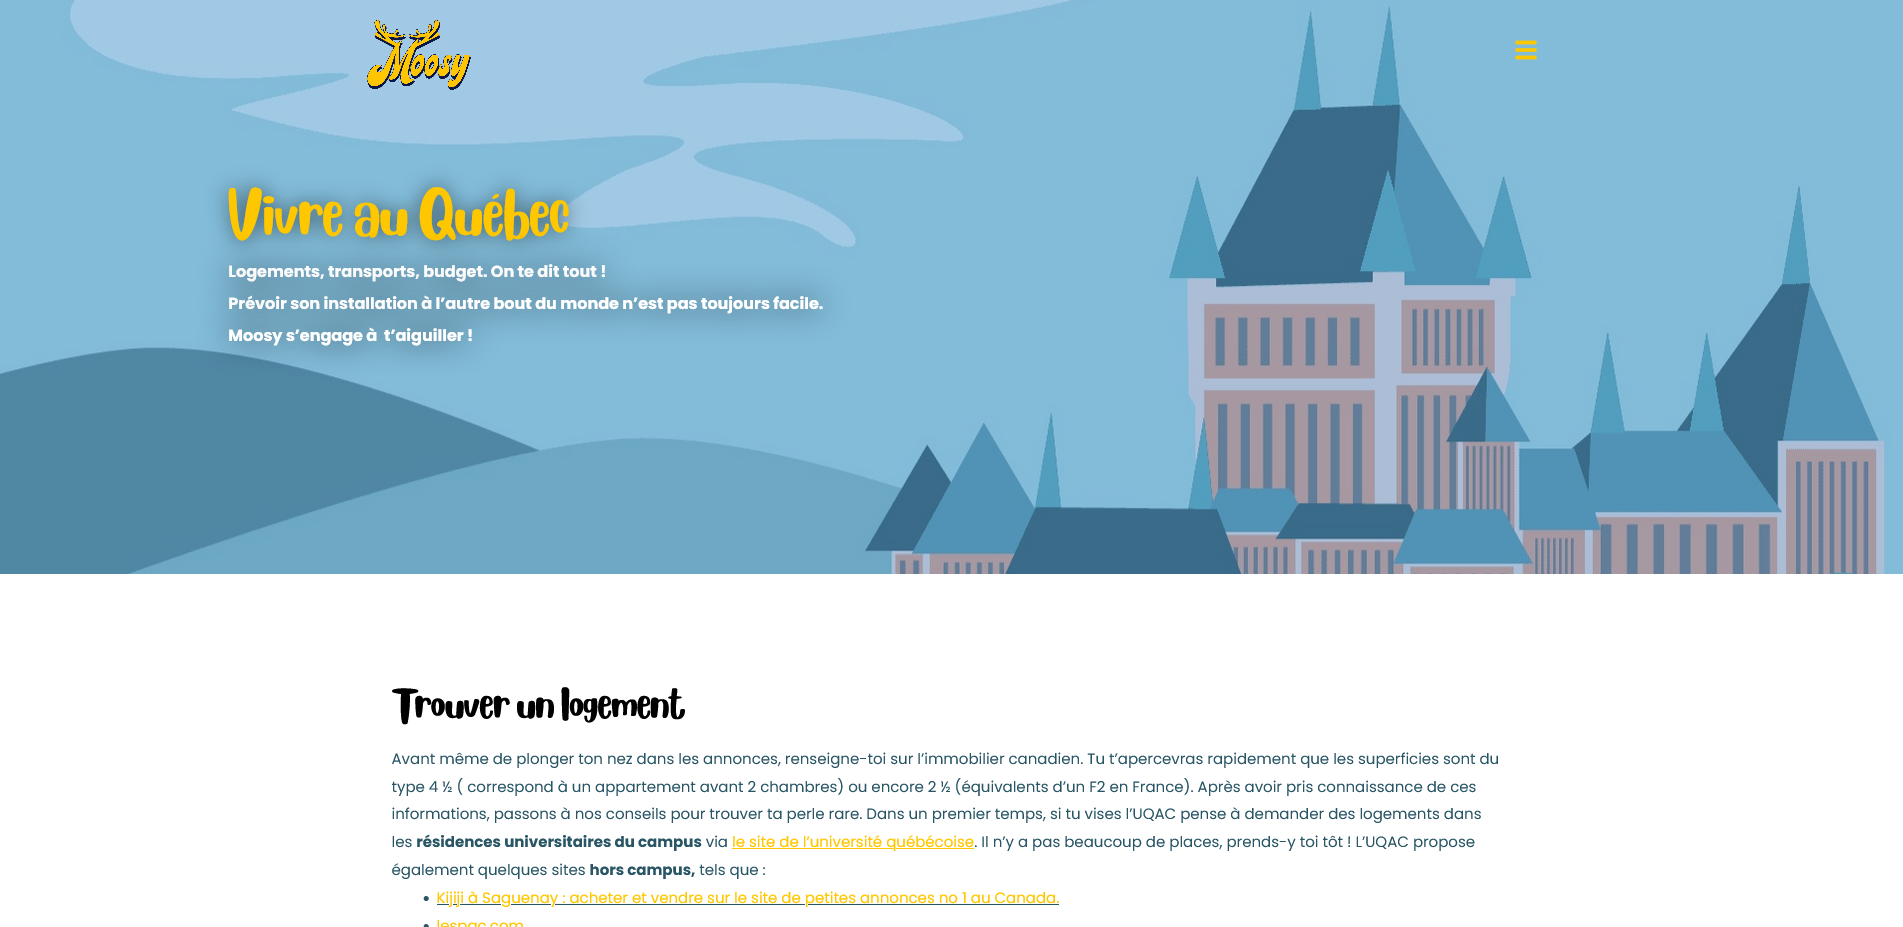 Moosy
Vivre au Québec
Logements, transports, budget. On te dit tout !
Prévoir son installation à l’autre bout du monde n’est pas toujours facile.
Moosy s’engage à  t’aiguiller !
Trouver un logement
Avant même de plonger ton nez dans les annonces, renseigne-toi sur l’immobilier canadien. Tu t’apercevras rapidement que les superficies sont du
type 4 ½ ( correspond à un appartement avant 2 chambres) ou encore 2 ½ (équivalents d’un F2 en France). Après avoir pris connaissance de ces
informations, passons à nos conseils pour trouver ta perle rare. Dans un premier temps, si tu vises l’UQAC pense à demander des logements dans
les résidences universitaires du campus via le site de l’université québécoise. Il n’y a pas beaucoup de places, prends-y toi tôt ! L’UQAC propose
également quelques sites hors campus, tels que :
• Kijiji à Saguenay : acheter et vendre sur le site de petites annonces no 1 au Canada.
• lespac.com